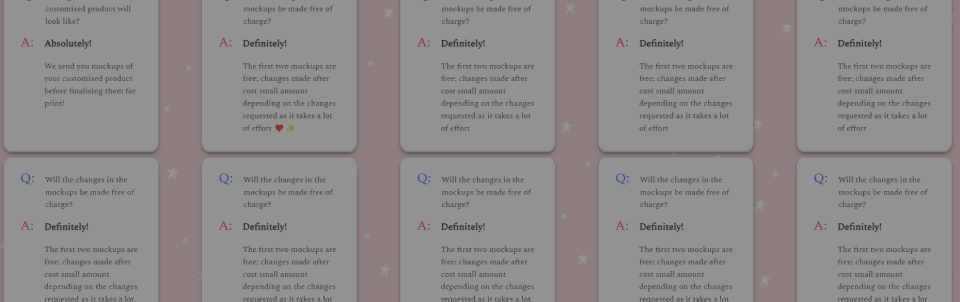 customised product will
look like?
A: Absolutely!
We send you mockups of
your customised product
before finalising them for
print!
mockups be made free of
charge?
A: Definitely!
The first two mockups are
free; changes made after
cost small amount
depending on the changes
requested as it takes a lot
of effort ❤️ ✨
mockups be made free of
charge?
A: Definitely!
The first two mockups are
free; changes made after
cost small amount
depending on the changes
requested as it takes a lot
of effort
mockups be made free of
charge?
A: Definitely!
The first two mockups are
free; changes made after
cost small amount
depending on the changes
requested as it takes a lot
of effort
mockups be made free of
charge?
A: Definitely!
The first two mockups are
free; changes made after
cost small amount
depending on the changes
requested as it takes a lot
of effort
Q: Will the changes in the
mockups be made free of
charge?
A: Definitely!
The first two mockups are
free; changes made after
cost small amount
depending on the changes
requested as it takes a lot
Q: Will the changes in the
mockups be made free of
charge?
A: Definitely!
The first two mockups are
free; changes made after
cost small amount
depending on the changes
requested as it takes a lot
Q: Will the changes in the
mockups be made free of
charge?
A: Definitely!
The first two mockups are
free; changes made after
cost small amount
depending on the changes
requested as it takes a lot
Q: Will the changes in the
mockups be made free of
charge?
A: Definitely!
The first two mockups are
free; changes made after
cost small amount
depending on the changes
requested as it takes a lot
Q: Will the changes in the
mockups be made free of
charge?
A: Definitely!
The first two mockups are
free; changes made after
cost small amount
depending on the changes
requested as it takes a lot